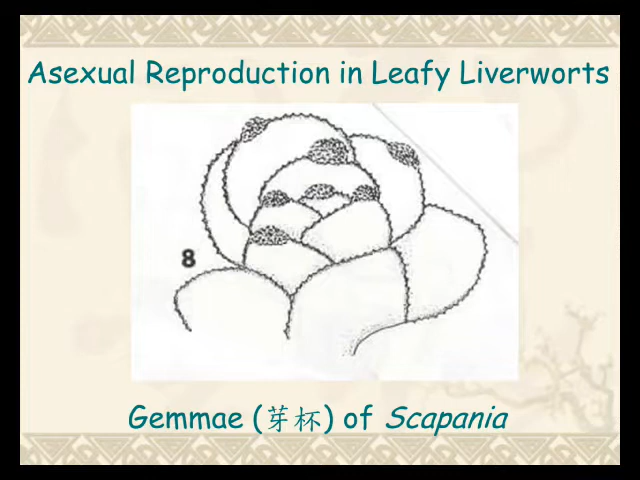 Asexual Reproduction in Leafy Liverworts
8
Gemmae (芽杯) of Scapania